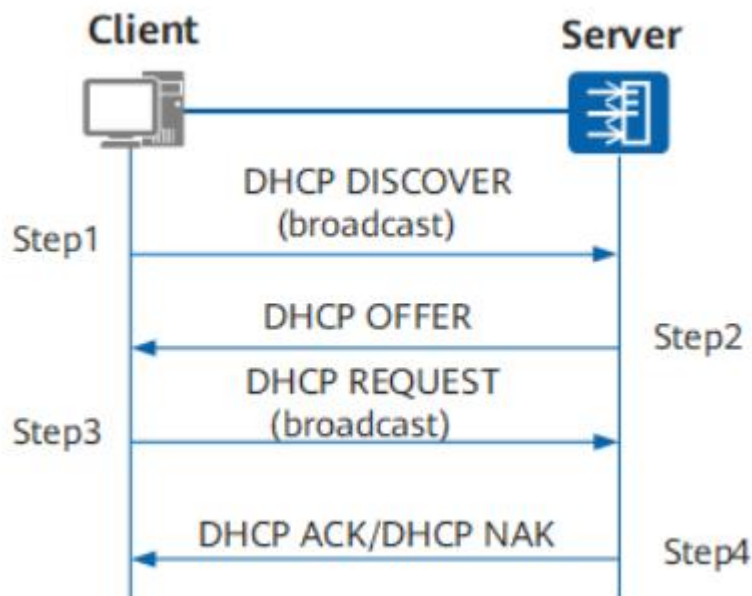 Client
Server
DHCP DISCOVER
(broadcast)
Step1
DHCP OFFER
Step2
DHCP REQUEST
(broadcast)
Step3
DHCP ACK/DHCP NAK
Step4